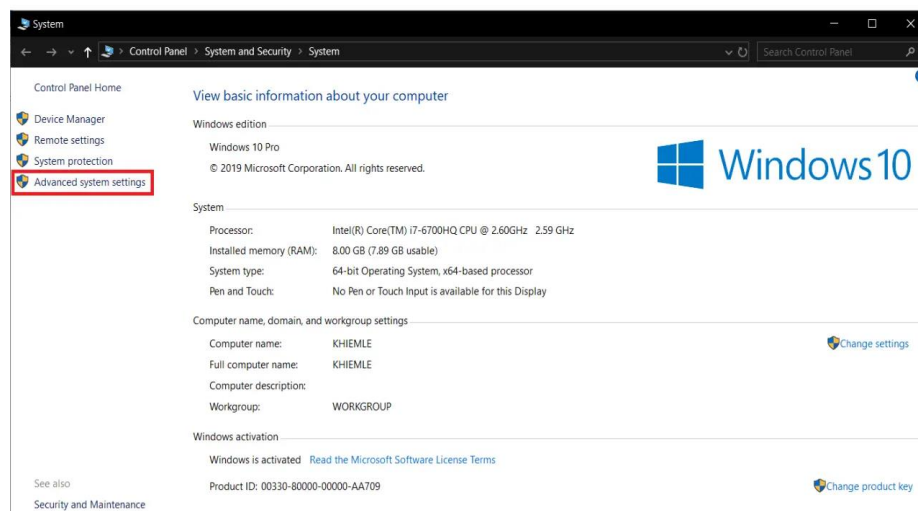 System
Control Panel > System and Security > System
Search Control Panel
Control Panel Home
Device Manager
Remote settings
System protection
Advanced system settings
View basic information about your computer
Windows edition
Windows 10 Pro
© 2019 Microsoft Corporation. All rights reserved.
Windows 10
System
Processor: Intel(R) Core(TM) i7-6700HQ CPU @ 2.60GHz 2.59 GHz
Installed memory (RAM): 8.00 GB (7.89 GB usable)
System type: 64-bit Operating System, x64-based processor
Pen and Touch: No Pen or Touch Input is available for this Display
Computer name, domain, and workgroup settings
Computer name: KHIEMLE
Change settings
Full computer name: KHIEMLE
Computer description:
Workgroup: WORKGROUP
Windows activation
Windows is activated Read the Microsoft Software License Terms
Product ID: 00330-80000-00000-AA709
Change product key
See also
Security and Maintenance